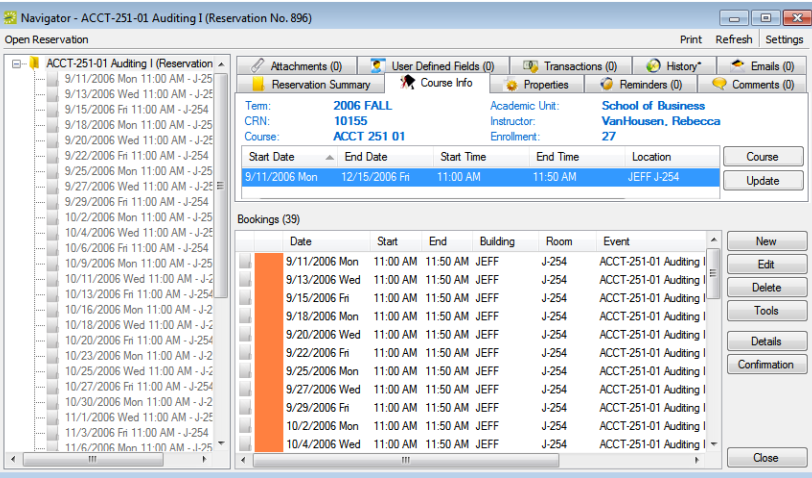 Navigator - ACCT-251-01 Auditing I (Reservation No. 896)
Open Reservation Print Refresh Settings
ACCT-251-01 Auditing I (Reservation
9/11/2006 Mon 11:00 AM - J-25
9/13/2006 Wed 11:00 AM - J-25
9/15/2006 Fri 11:00 AM - J-254
9/18/2006 Mon 11:00 AM - J-25
9/20/2006 Wed 11:00 AM - J-25
9/22/2006 Fri 11:00 AM - J-254
9/25/2006 Mon 11:00 AM - J-25
9/27/2006 Wed 11:00 AM - J-25
9/29/2006 Fri 11:00 AM - J-254
10/2/2006 Mon 11:00 AM - J-25
10/4/2006 Wed 11:00 AM - J-25
10/6/2006 Fri 11:00 AM - J-254
10/9/2006 Mon 11:00 AM - J-25
10/11/2006 Wed 11:00 AM - J-2
10/13/2006 Fri 11:00 AM - J-254
10/16/2006 Mon 11:00 AM - J-2
10/18/2006 Wed 11:00 AM - J-2
10/20/2006 Fri 11:00 AM - J-254
10/23/2006 Mon 11:00 AM - J-2
10/25/2006 Wed 11:00 AM - J-2
10/27/2006 Fri 11:00 AM - J-254
10/30/2006 Mon 11:00 AM - J-2
11/1/2006 Wed 11:00 AM - J-25
11/3/2006 Fri 11:00 AM - J-254
11/6/2006 Mon 11:00 AM - J-25
Attachments (0) User Defined Fields (0) Transactions (0) History* Emails (0)
Reservation Summary Course Info Properties Reminders (0) Comments (0)
Term: 2006 FALL Academic Unit: School of Business
CRN: 10155 Instructor: VanHousen, Rebecca
Course: ACCT 251 01 Enrollment: 27
Start Date End Date Start Time End Time Location Course
9/11/2006 Mon 12/15/2006 Fri 11:00 AM 11:50 AM JEFF J-254 Update
Bookings (39)
Date Start End Building Room Event
9/11/2006 Mon 11:00 AM 11:50 AM JEFF J-254 ACCT-251-01 Auditing I
9/13/2006 Wed 11:00 AM 11:50 AM JEFF J-254 ACCT-251-01 Auditing I
9/15/2006 Fri 11:00 AM 11:50 AM JEFF J-254 ACCT-251-01 Auditing I
9/18/2006 Mon 11:00 AM 11:50 AM JEFF J-254 ACCT-251-01 Auditing I
9/20/2006 Wed 11:00 AM 11:50 AM JEFF J-254 ACCT-251-01 Auditing I
9/22/2006 Fri 11:00 AM 11:50 AM JEFF J-254 ACCT-251-01 Auditing I
9/25/2006 Mon 11:00 AM 11:50 AM JEFF J-254 ACCT-251-01 Auditing I
9/27/2006 Wed 11:00 AM 11:50 AM JEFF J-254 ACCT-251-01 Auditing I
9/29/2006 Fri 11:00 AM 11:50 AM JEFF J-254 ACCT-251-01 Auditing I
10/2/2006 Mon 11:00 AM 11:50 AM JEFF J-254 ACCT-251-01 Auditing I
10/4/2006 Wed 11:00 AM 11:50 AM JEFF J-254 ACCT-251-01 Auditing I
New
Edit
Delete
Tools
Details
Confirmation
Close